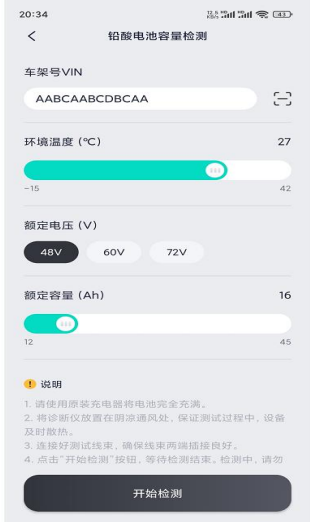 20:34
43
铅酸电池容量检测
车架号VIN
AABCAABCDBCAA
环境温度 (℃) 27
-15 42
额定电压 (V)
48V 60V 72V
额定容量 (Ah) 16
12 45
! 说明
1. 请使用原装充电器将电池完全充满。
2. 将诊断仪放置在阴凉通风处, 保证测试过程中, 设备
及时散热。
3. 连接好测试线束, 确保线束两端插接良好。
4. 点击"开始检测"按钮, 等待检测结束。检测中, 请勿
开始检测